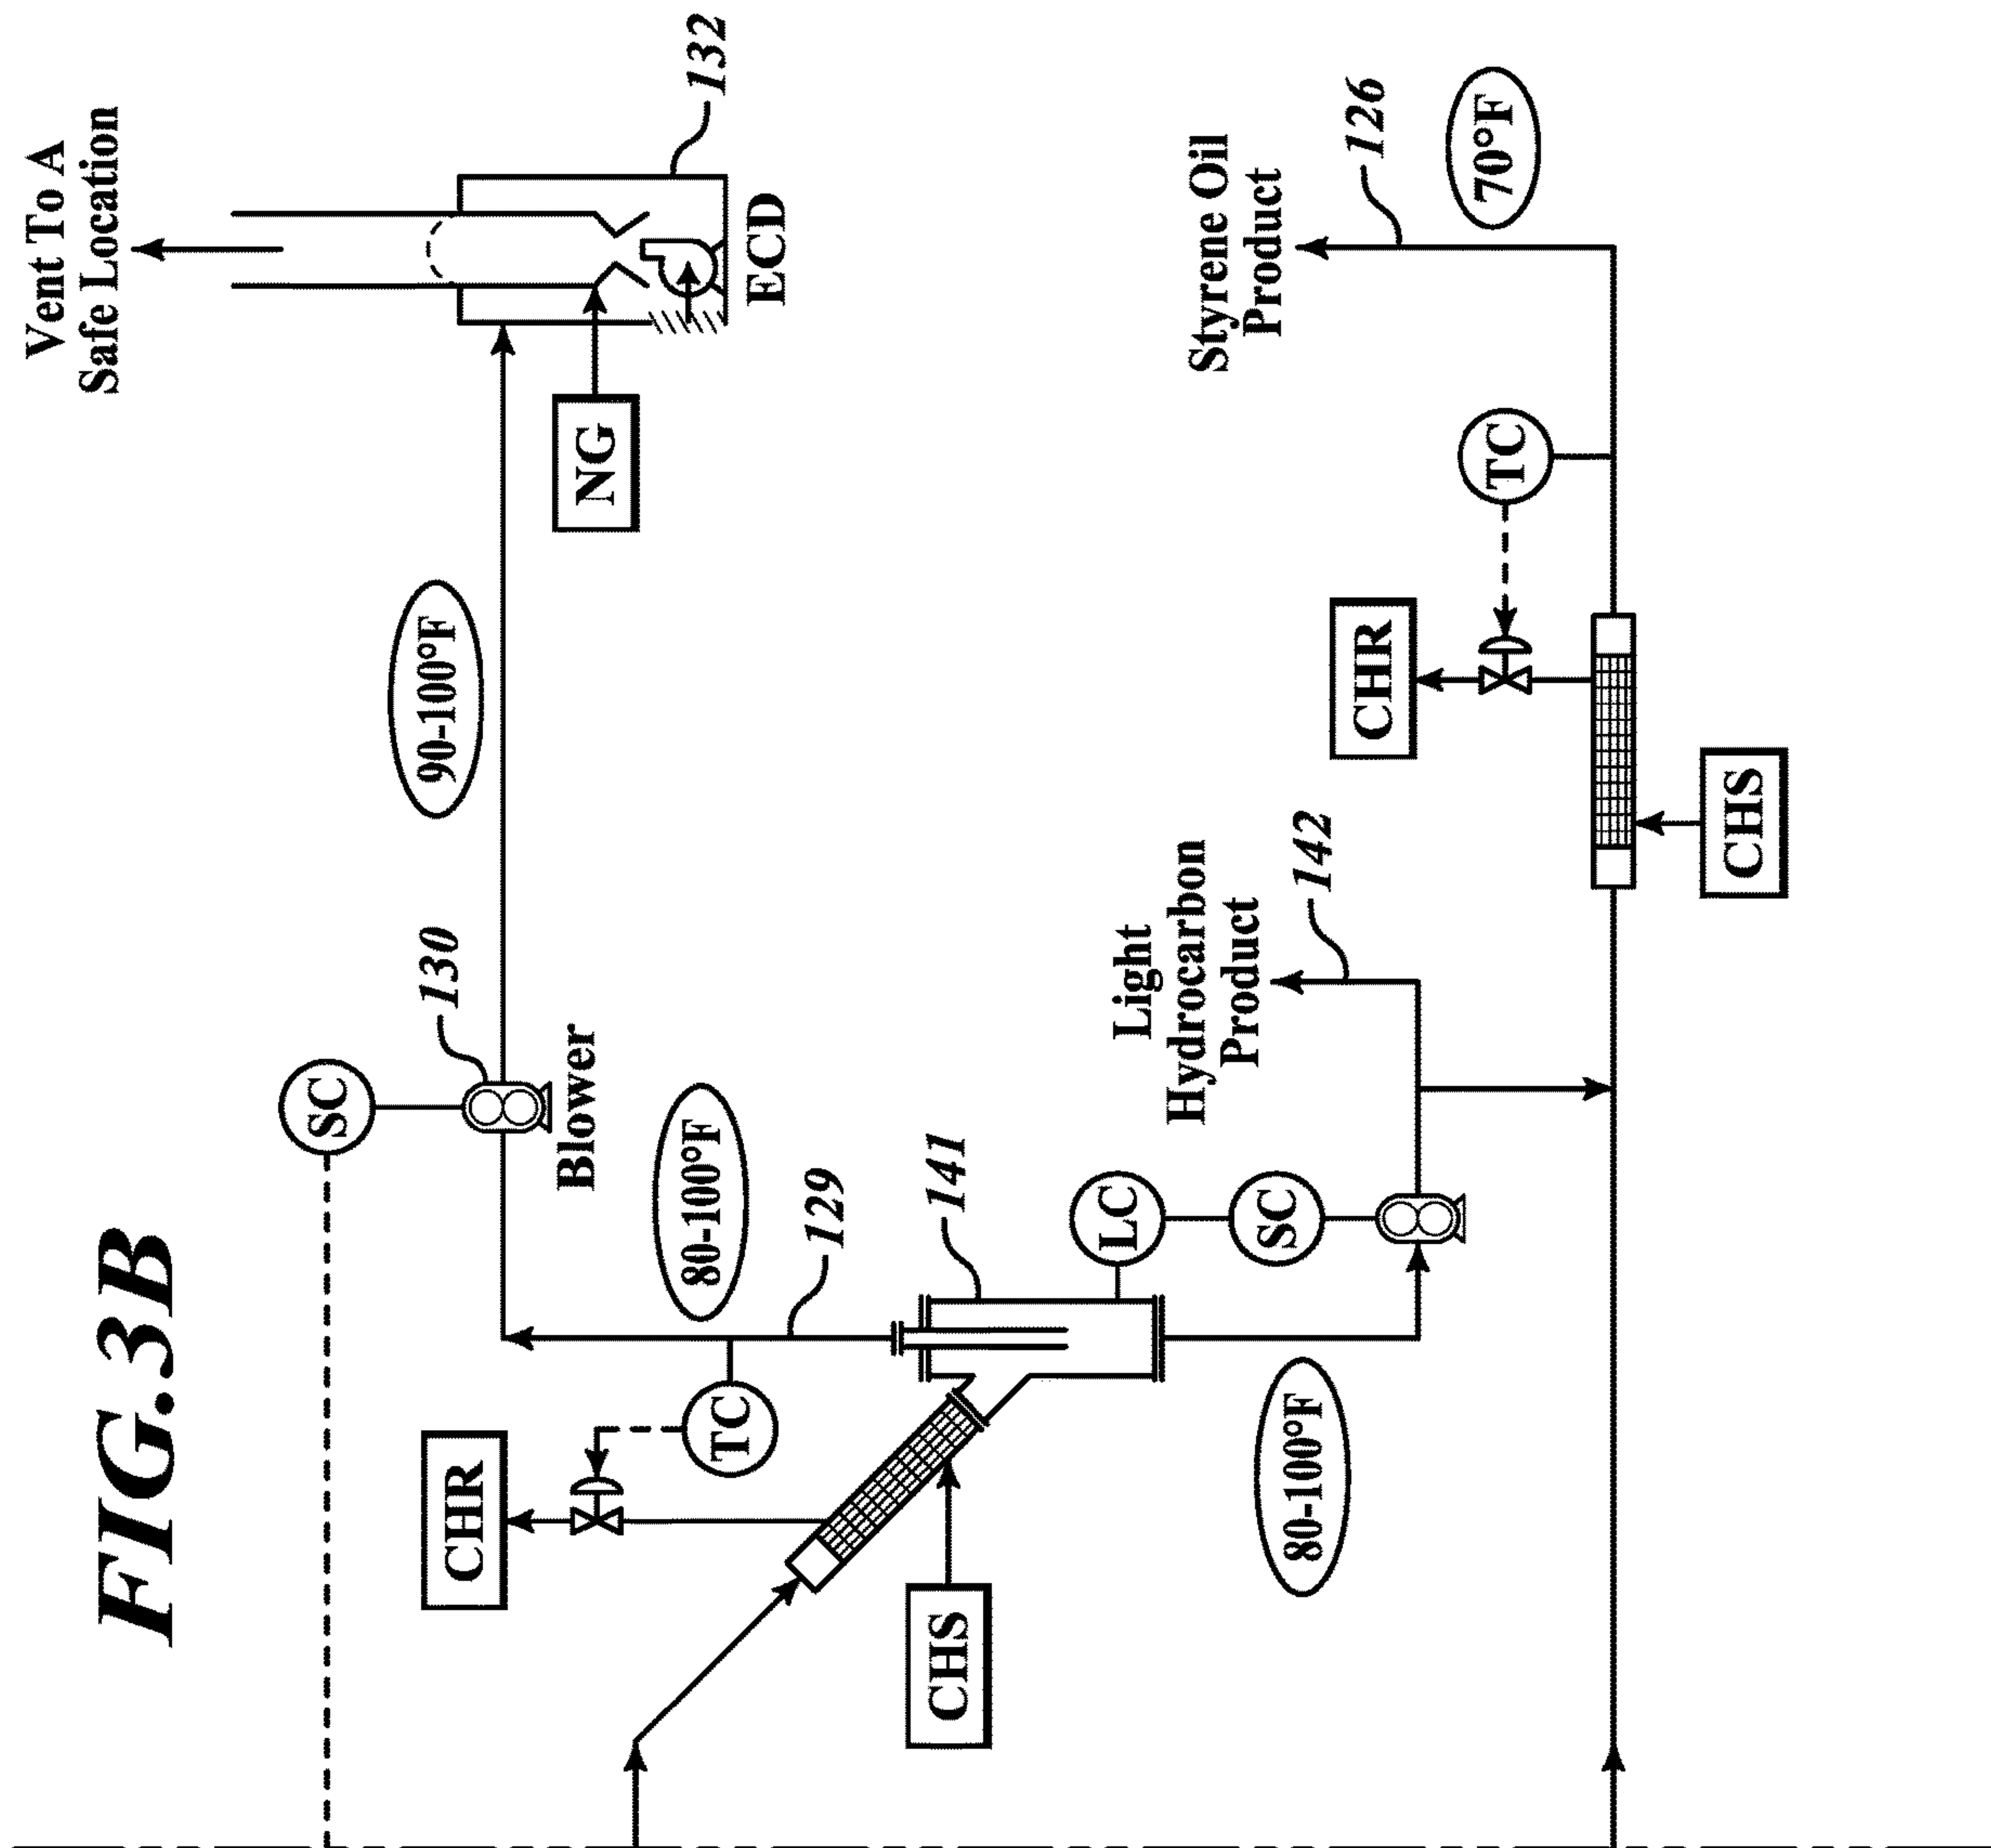 FIG.3B
Vent To A
Safe Location
SC
130
Blower
90-100°F
NG
132
ECD
CHR
TC
80-100°F
129
141
CHS
LC
SC
80-100°F
Light
Hydrocarbon
Product
142
CHR
TC
CHS
Styrene Oil
Product
126
70°F